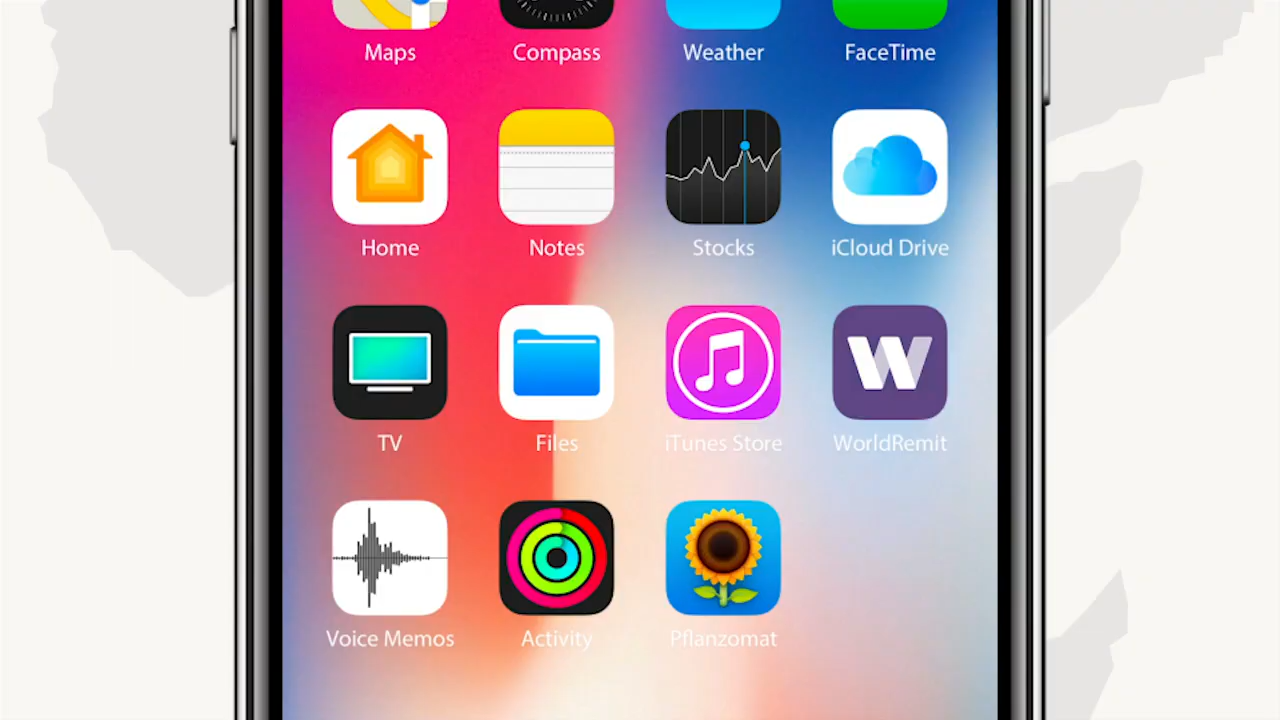 Maps Compass Weather FaceTime
Home Notes Stocks iCloud Drive
W
TV Files iTunes Store WorldRemit
Voice Memos Activity Pflanzomat